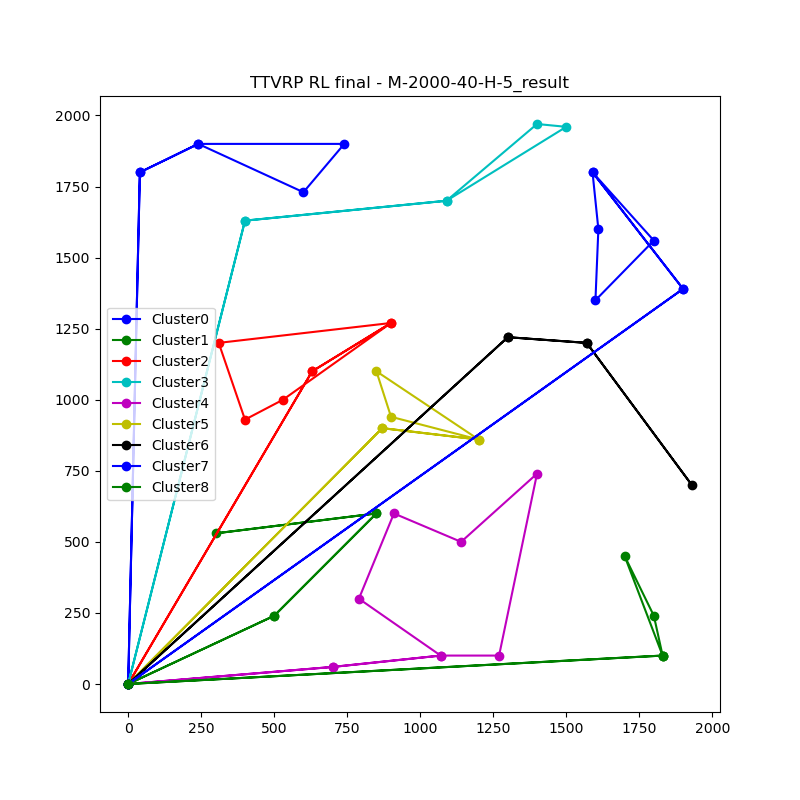 TTVRP RL final - M-2000-40-H-5_result
2000
1750
1500
1250
1000
750
500
250
0
Cluster0
Cluster1
Cluster2
Cluster3
Cluster4
Cluster5
Cluster6
Cluster7
Cluster8
0 250 500 750 1000 1250 1500 1750 2000